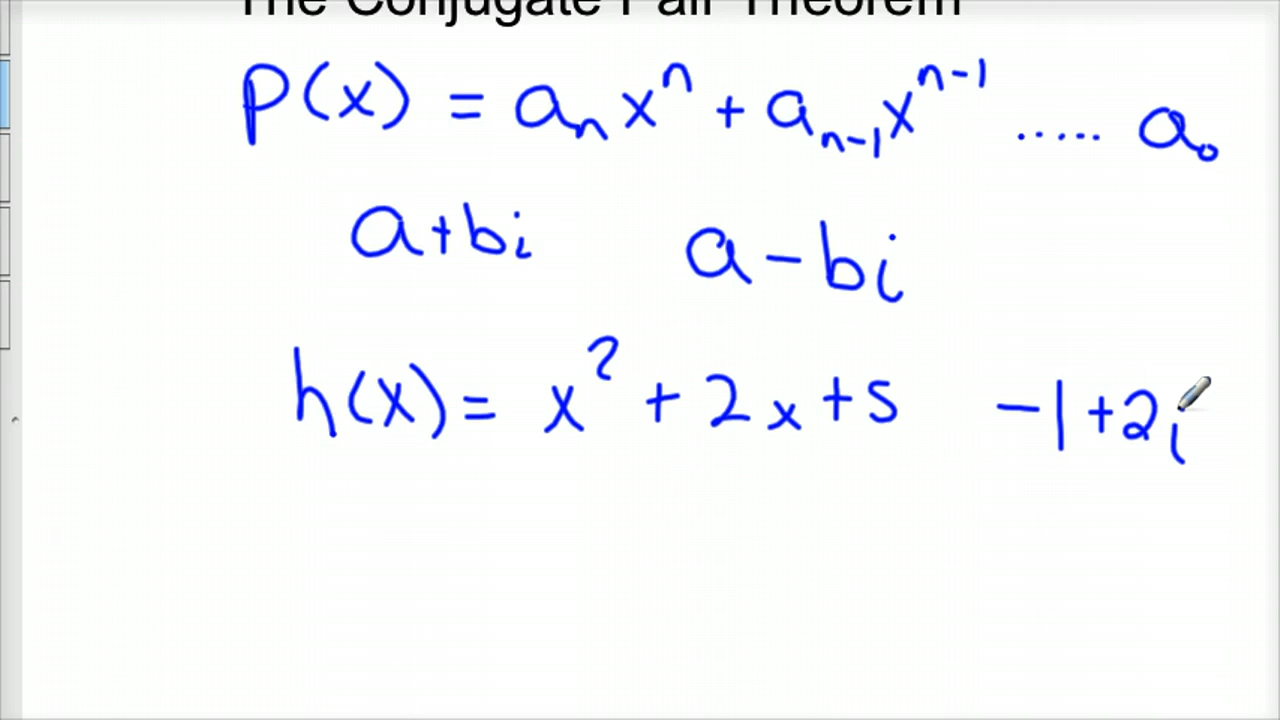 The Conjugate Pair Theorem
P(x) = aₙxⁿ + aₙ₋₁xⁿ⁻¹ ..... a₀
a+bi a-bi
h(x) = x² + 2x + 5 -1+2i